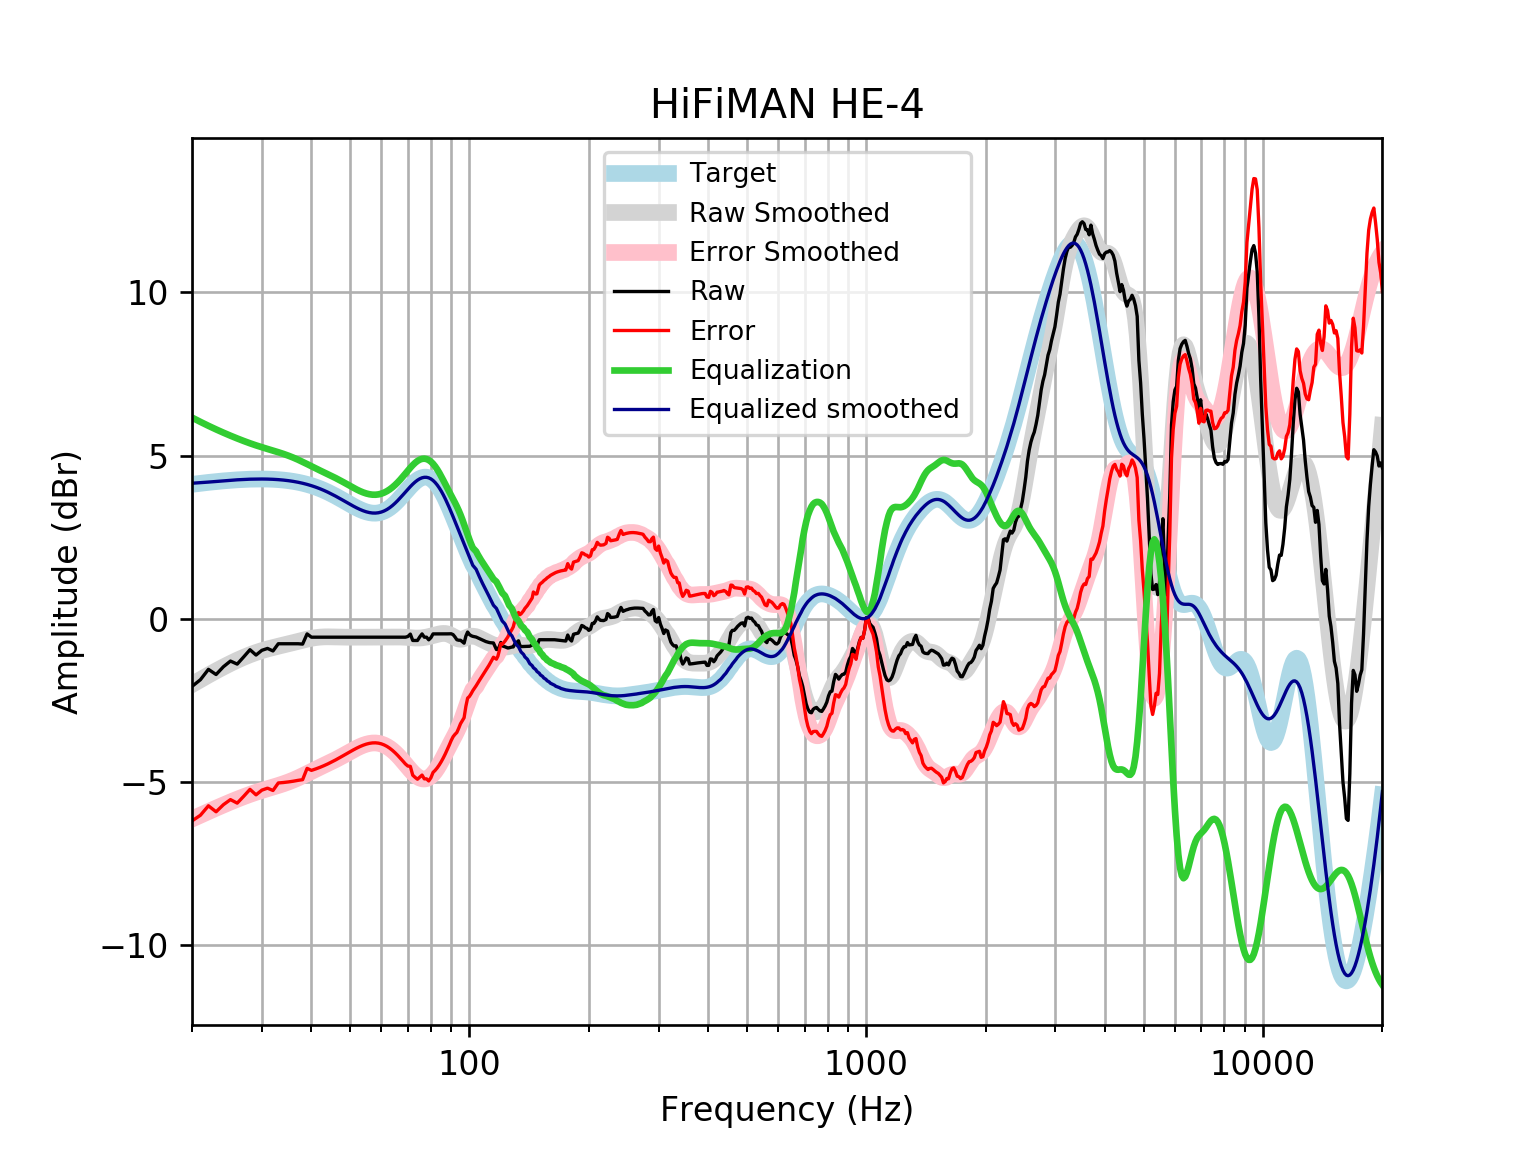 HiFiMAN HE-4
Target
Raw Smoothed
Error Smoothed
Raw
Error
Equalization
Equalized smoothed
10
5
0
−5
−10
Amplitude (dBr)
100
1000
10000
Frequency (Hz)